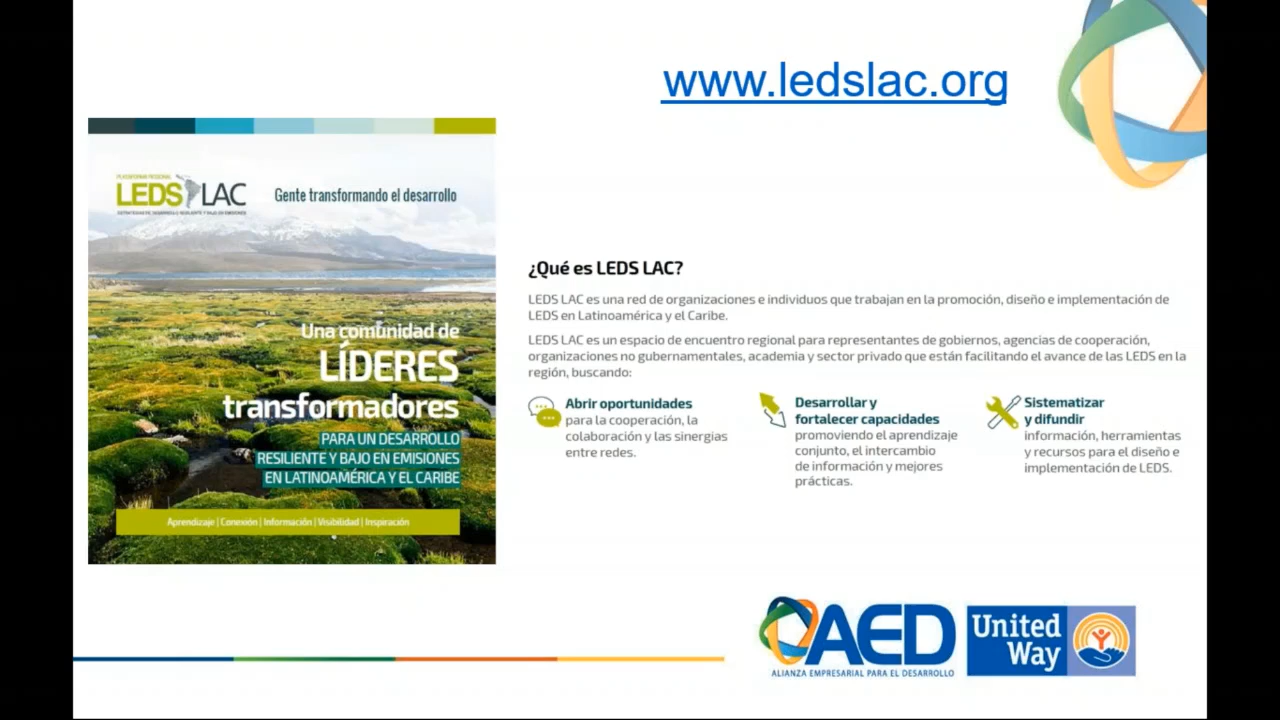 www.ledslac.org
PLATAFORMA REGIONAL
LEDS LAC
ESTRATEGIAS DE DESARROLLO RESILIENTE Y BAJO EN EMISIONES
Gente transformando el desarrollo
Una comunidad de
LÍDERES
transformadores
PARA UN DESARROLLO
RESILIENTE Y BAJO EN EMISIONES
EN LATINOAMÉRICA Y EL CARIBE
Aprendizaje | Conexión | Información | Visibilidad | Inspiración
¿Qué es LEDS LAC?
LEDS LAC es una red de organizaciones e individuos que trabajan en la promoción, diseño e implementación de
LEDS en Latinoamérica y el Caribe.
LEDS LAC es un espacio de encuentro regional para representantes de gobiernos, agencias de cooperación,
organizaciones no gubernamentales, academia y sector privado que están facilitando el avance de las LEDS en la
región, buscando:
Abrir oportunidades
para la cooperación, la
colaboración y las sinergias
entre redes.
Desarrollar y
fortalecer capacidades
promoviendo el aprendizaje
conjunto, el intercambio
de información y mejores
prácticas.
Sistematizar
y difundir
información, herramientas
y recursos para el diseño e
implementación de LEDS.
AED
ALIANZA EMPRESARIAL PARA EL DESARROLLO
United
Way